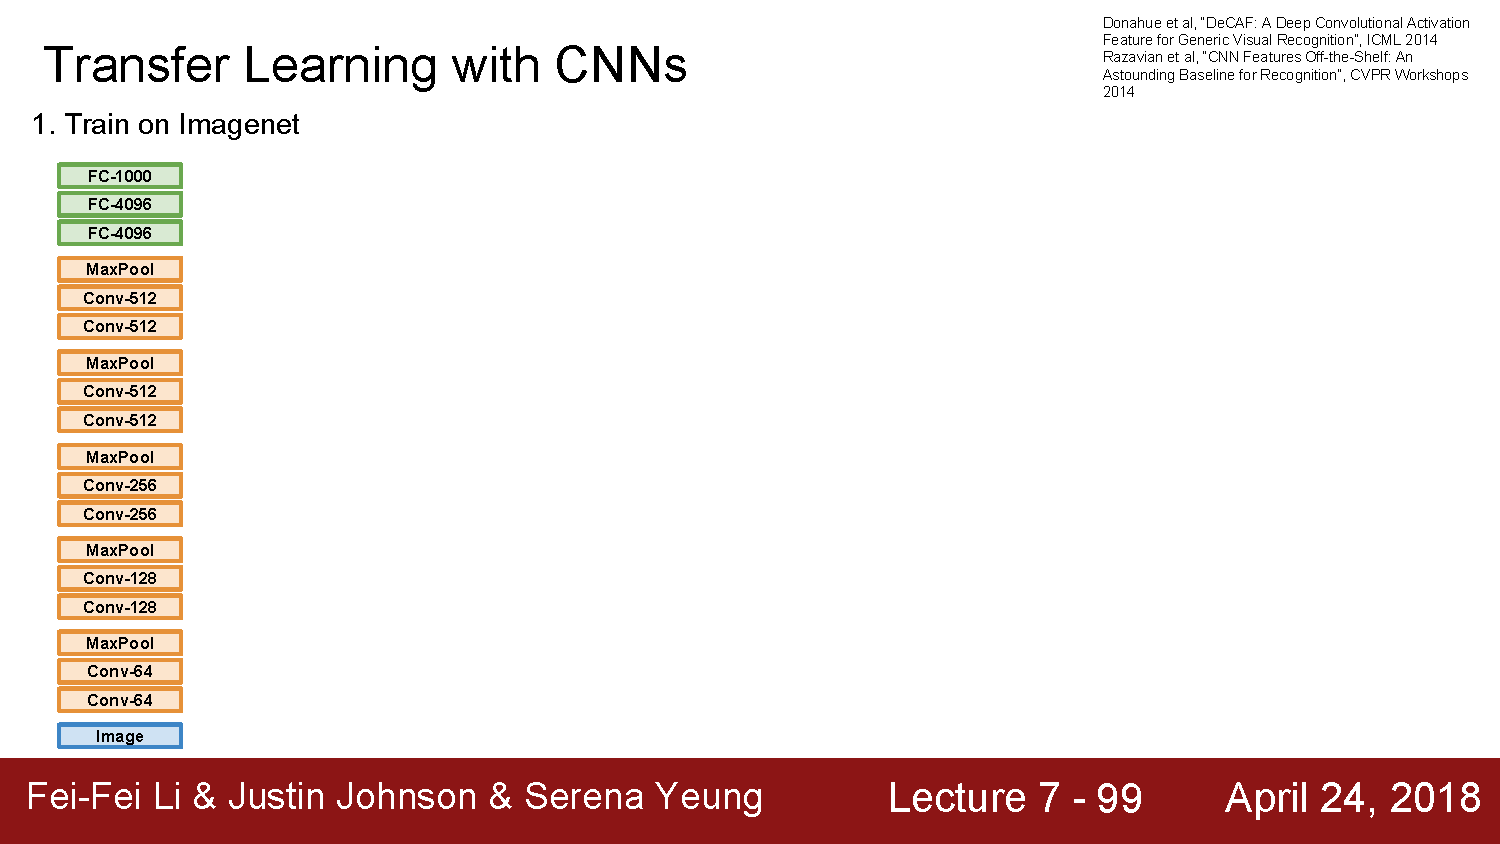 Transfer Learning with CNNs
Donahue et al, "DeCAF: A Deep Convolutional Activation
Feature for Generic Visual Recognition", ICML 2014
Razavian et al, "CNN Features Off-the-Shelf: An
Astounding Baseline for Recognition", CVPR Workshops
2014
1. Train on Imagenet
FC-1000
FC-4096
FC-4096
MaxPool
Conv-512
Conv-512
MaxPool
Conv-512
Conv-512
MaxPool
Conv-256
Conv-256
MaxPool
Conv-128
Conv-128
MaxPool
Conv-64
Conv-64
Image
Fei-Fei Li & Justin Johnson & Serena Yeung
Lecture 7 - 99
April 24, 2018